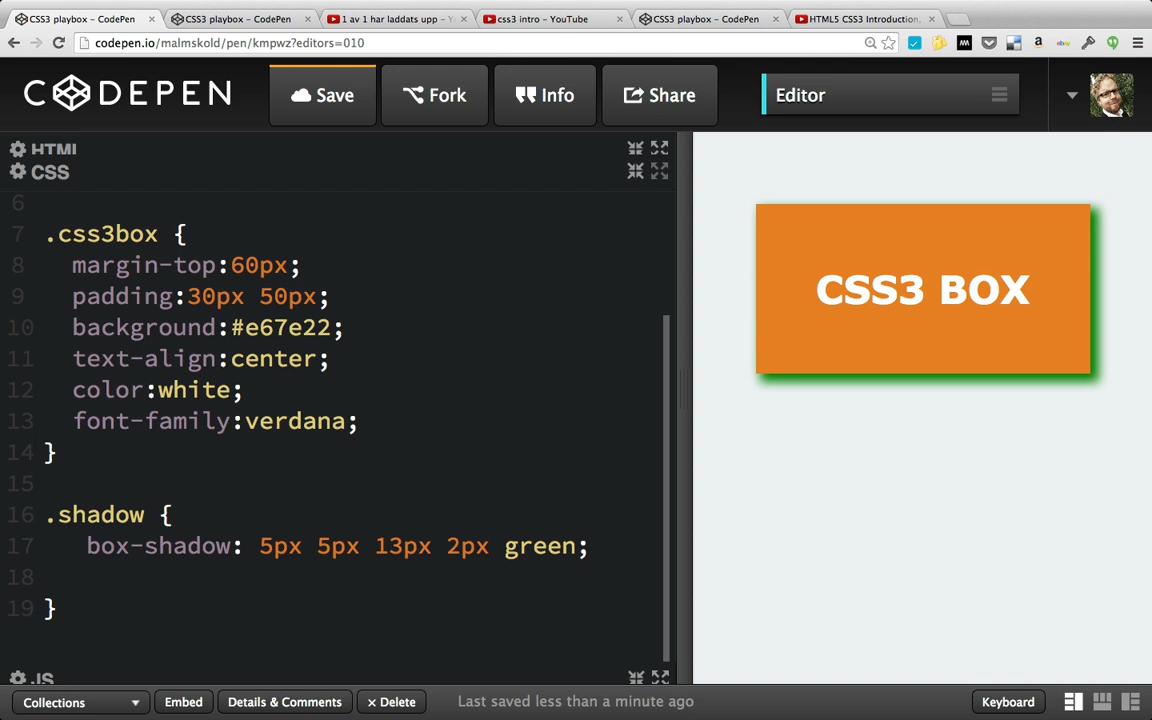 CSS3 playbox – CodePen
CSS3 playbox – CodePen
1 av 1 har laddats upp – Y
css3 intro – YouTube
CSS3 playbox – CodePen
HTML5 CSS3 Introduction,
codepen.io/malmskold/pen/kmpwz?editors=010
CODEPEN
Save
Fork
Info
Share
Editor
HTML
CSS
6
7 .css3box {
8 margin-top:60px;
9 padding:30px 50px;
10 background:#e67e22;
11 text-align:center;
12 color:white;
13 font-family:verdana;
14 }
15
16 .shadow {
17 box-shadow: 5px 5px 13px 2px green;
18
19 }
JS
CSS3 BOX
Collections
Embed
Details & Comments
× Delete
Last saved less than a minute ago
Keyboard